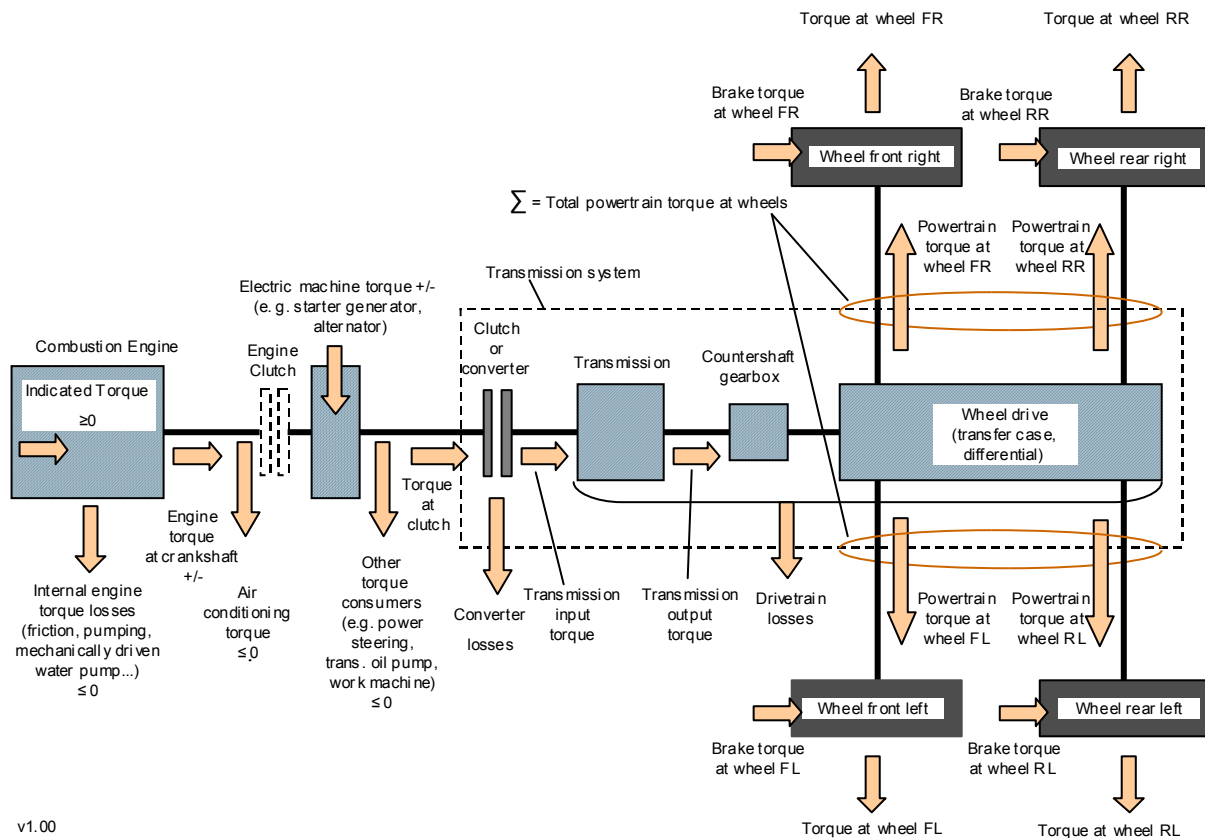 Torque at wheel FR
Torque at wheel RR
Brake torque
at wheel FR
Brake torque
at wheel RR
Wheel front right
Wheel rear right
∑ = Total powertrain torque at wheels
Powertrain
torque at
wheel FR
Powertrain
torque at
wheel RR
Transmission system
Electric machine torque +/-
(e. g. starter generator,
alternator)
Combustion Engine
Engine
Clutch
Clutch
or
converter
Transmission
Countershaft
gearbox
Indicated Torque
≥0
Wheel drive
(transfer case,
differential)
Torque
at
clutch
Engine
torque
at crankshaft
+/-
Internal engine
torque losses
(friction, pumping,
mechanically driven
water pump...)
≤ 0
Air
conditioning
torque
≤0
Other
torque
consumers
(e.g. power
steering,
trans. oil pump,
work machine)
≤ 0
Converter
losses
Transmission
input
torque
Transmission
output
torque
Drivetrain
losses
Powertrain
torque at
wheel FL
Powertrain
torque at
wheel RL
Wheel front left
Wheel rear left
Brake torque
at wheel FL
Brake torque
at wheel RL
Torque at wheel FL
Torque at wheel RL
v1.00